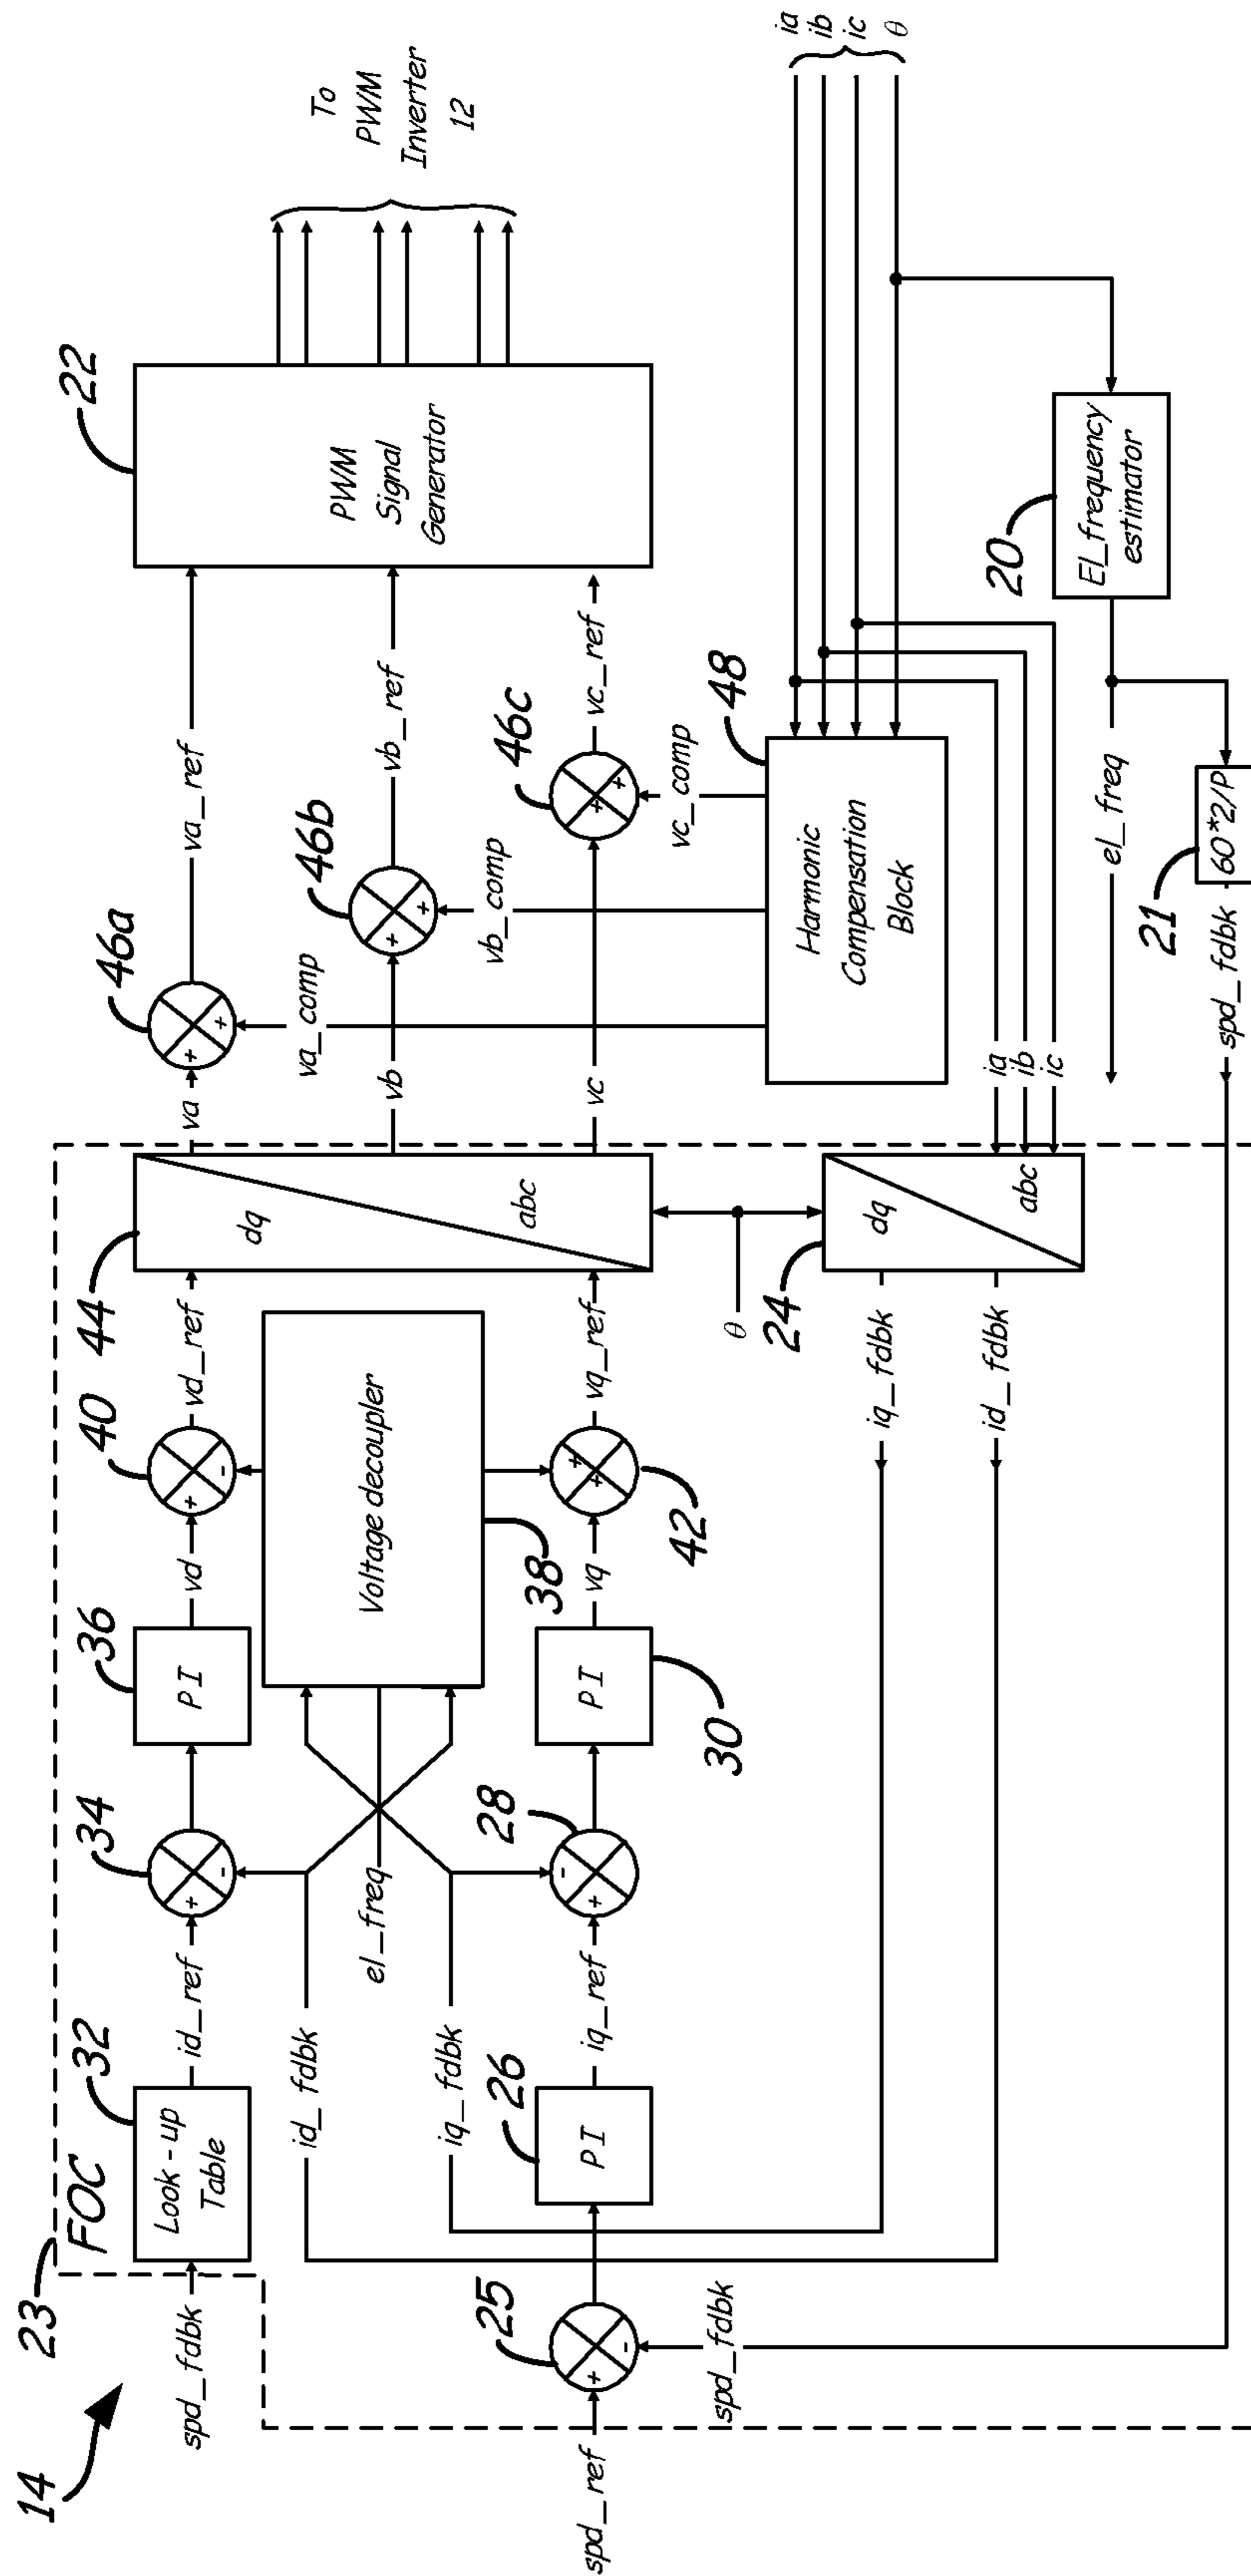 14
23
FOC
spd_fdbk
Look-up
Table
32
id_ref
+
-
34
PI
36
vd
+
-
40
vd_ref
44
dq
abc
va
+
+
46a
va_ref
22
PWM
Signal
Generator
To
PWM
Inverter
12
id_fdbk
el_freq
iq_fdbk
Voltage decoupler
38
vb
va_comp
+
+
46b
vb_ref
spd_ref
+
-
25
PI
26
iq_ref
+
-
28
PI
30
vq
+
+
42
vq_ref
vc
vb_comp
+
+
46c
vc_ref
vc_comp
spd_fdbk
θ
24
dq
abc
iq_fdbk
id_fdbk
Harmonic
Compensation
Block
48
ia
ib
ic
θ
ia
ib
ic
el_freq
20
El_frequency
estimator
spd_fdbk
21
60*2/P